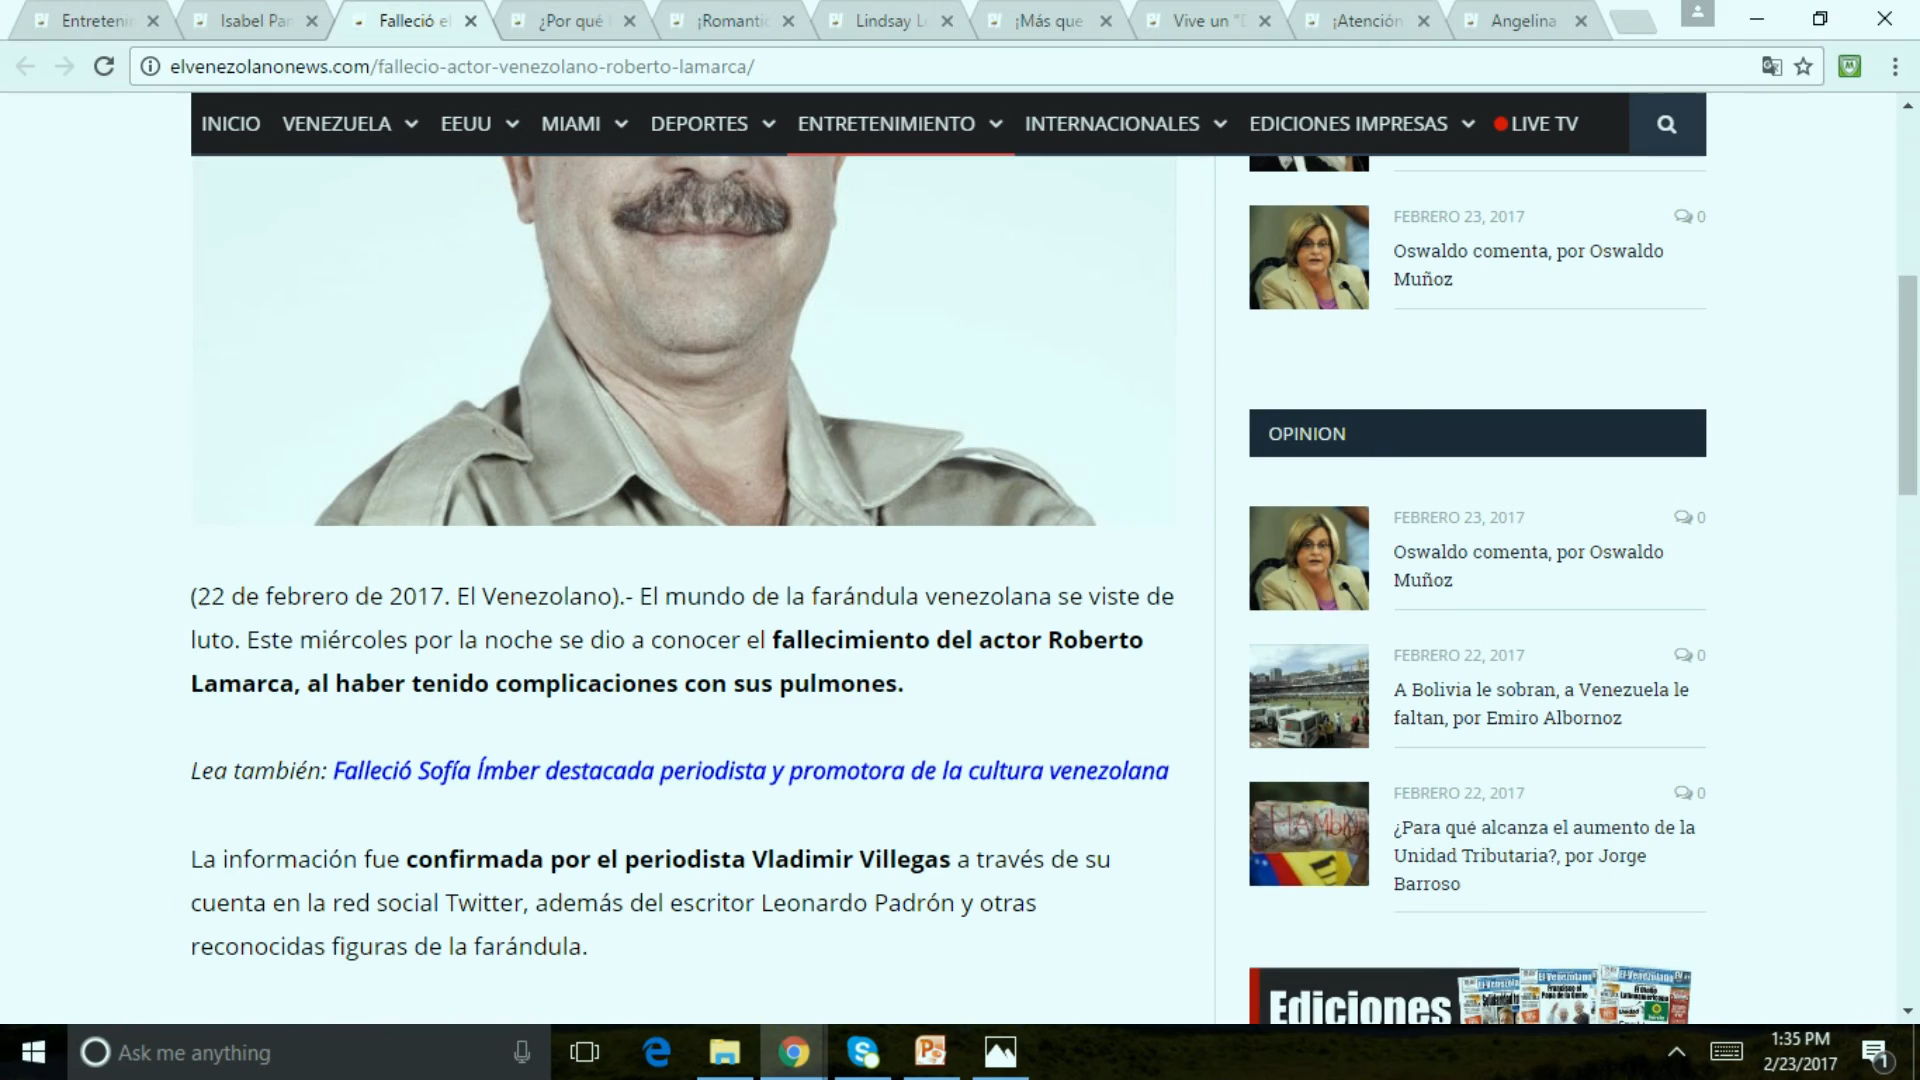 Entreteni
Isabel Pan
Falleció el
¿Por qué
¡Romantic
Lindsay L
¡Más que
Vive un "D
¡Atención
Angelina
elvenezolanonews.com/fallecio-actor-venezolano-roberto-lamarca/
INICIO VENEZUELA EEUU MIAMI DEPORTES ENTRETENIMIENTO INTERNACIONALES EDICIONES IMPRESAS LIVE TV
(22 de febrero de 2017. El Venezolano).- El mundo de la farándula venezolana se viste de
luto. Este miércoles por la noche se dio a conocer el fallecimiento del actor Roberto
Lamarca, al haber tenido complicaciones con sus pulmones.
Lea también: Falleció Sofía Ímber destacada periodista y promotora de la cultura venezolana
La información fue confirmada por el periodista Vladimir Villegas a través de su
cuenta en la red social Twitter, además del escritor Leonardo Padrón y otras
reconocidas figuras de la farándula.
FEBRERO 23, 2017 0
Oswaldo comenta, por Oswaldo
Muñoz
OPINION
FEBRERO 23, 2017 0
Oswaldo comenta, por Oswaldo
Muñoz
FEBRERO 22, 2017 0
A Bolivia le sobran, a Venezuela le
faltan, por Emiro Albornoz
FEBRERO 22, 2017 0
¿Para qué alcanza el aumento de la
Unidad Tributaria?, por Jorge
Barroso
Ediciones
Ask me anything
1:35 PM
2/23/2017
1